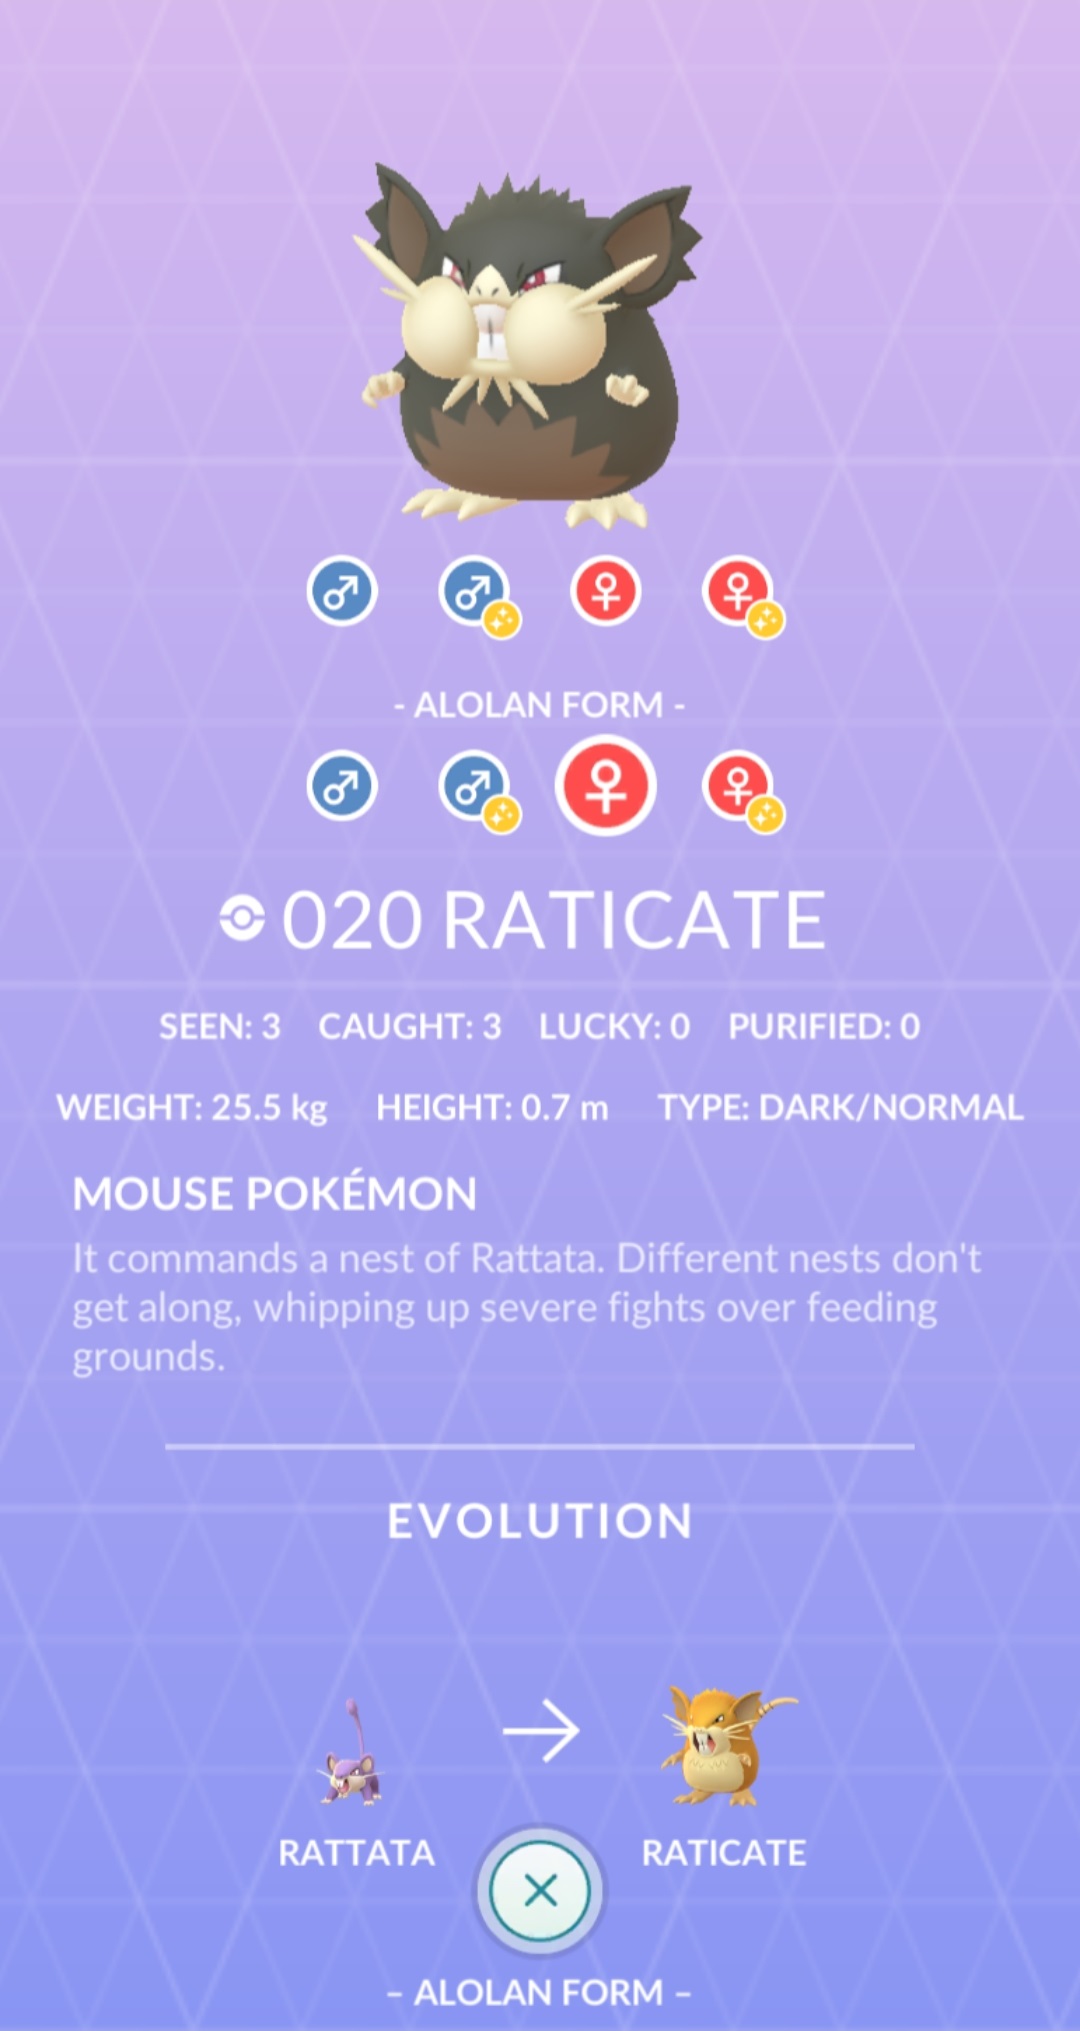 - ALOLAN FORM -
020 RATICATE
SEEN: 3 CAUGHT: 3 LUCKY: 0 PURIFIED: 0
WEIGHT: 25.5 kg HEIGHT: 0.7 m TYPE: DARK/NORMAL
MOUSE POKÉMON
It commands a nest of Rattata. Different nests don't
get along, whipping up severe fights over feeding
grounds.
EVOLUTION
RATTATA RATICATE
- ALOLAN FORM -